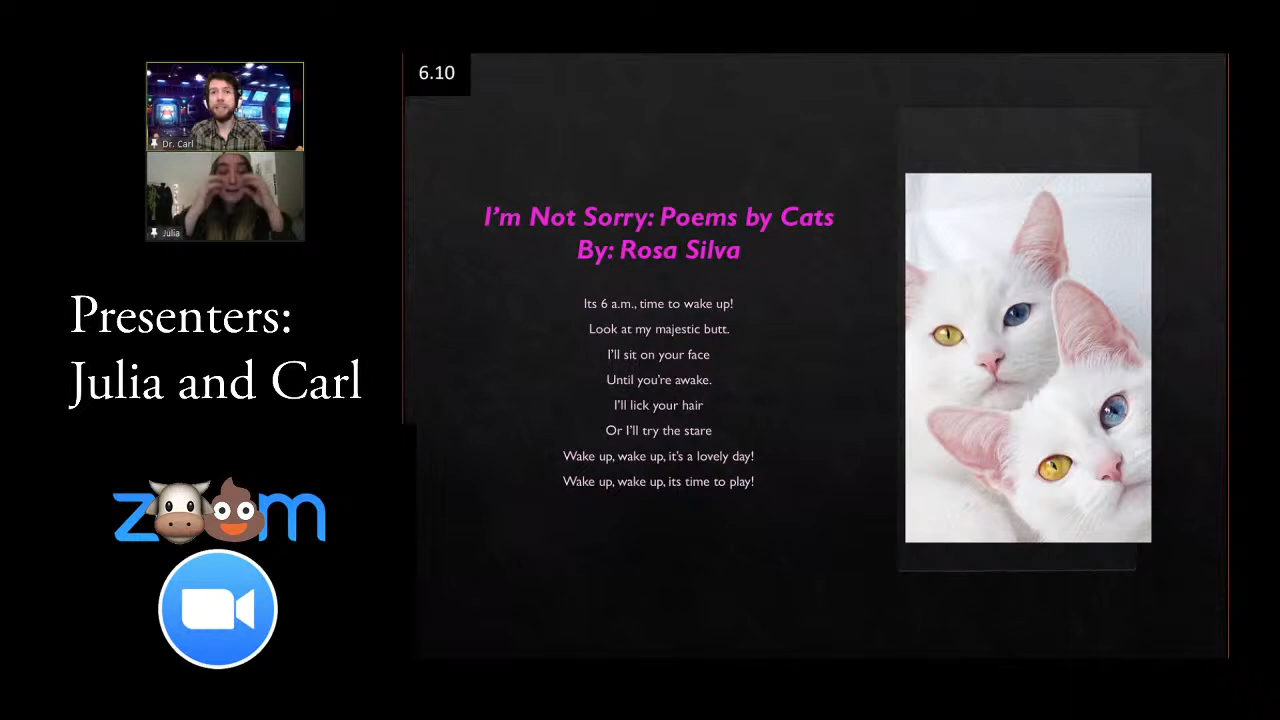 6.10
Dr. Carl
Julia
Presenters:
Julia and Carl
zm
I'm Not Sorry: Poems by Cats
By: Rosa Silva
Its 6 a.m., time to wake up!
Look at my majestic butt.
I'll sit on your face
Until you're awake.
I'll lick your hair
Or I'll try the stare
Wake up, wake up, it's a lovely day!
Wake up, wake up, its time to play!